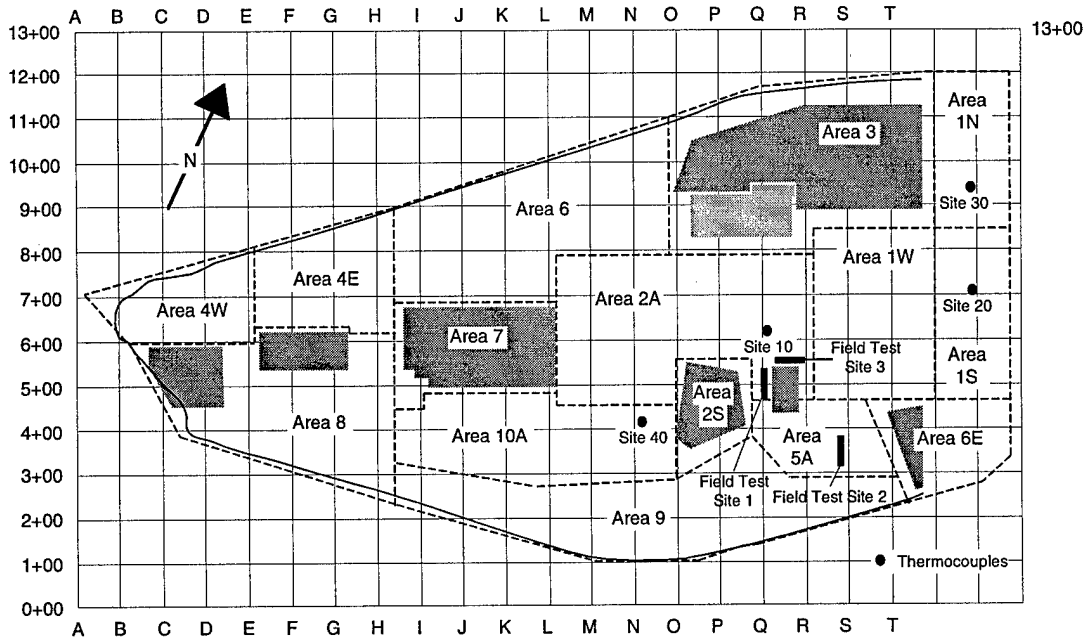 A B C D E F G H I J K L M N O P Q R S T
13+00 13+00
12+00
11+00
10+00
9+00
8+00
7+00
6+00
5+00
4+00
3+00
2+00
1+00
0+00
N
Area
1N
Area 3
Site 30
Area 6
Area 1W
Area 4E
Area 2A
Area 4W
Site 20
Area 7
Site 10
Field Test
Site 3
Area
1S
Area
2S
Area 8
Area 10A
Site 40
Area
5A
Area 6E
Field Test
Site 1
Field Test Site 2
Area 9
Thermocouples
A B C D E F G H I J K L M N O P Q R S T